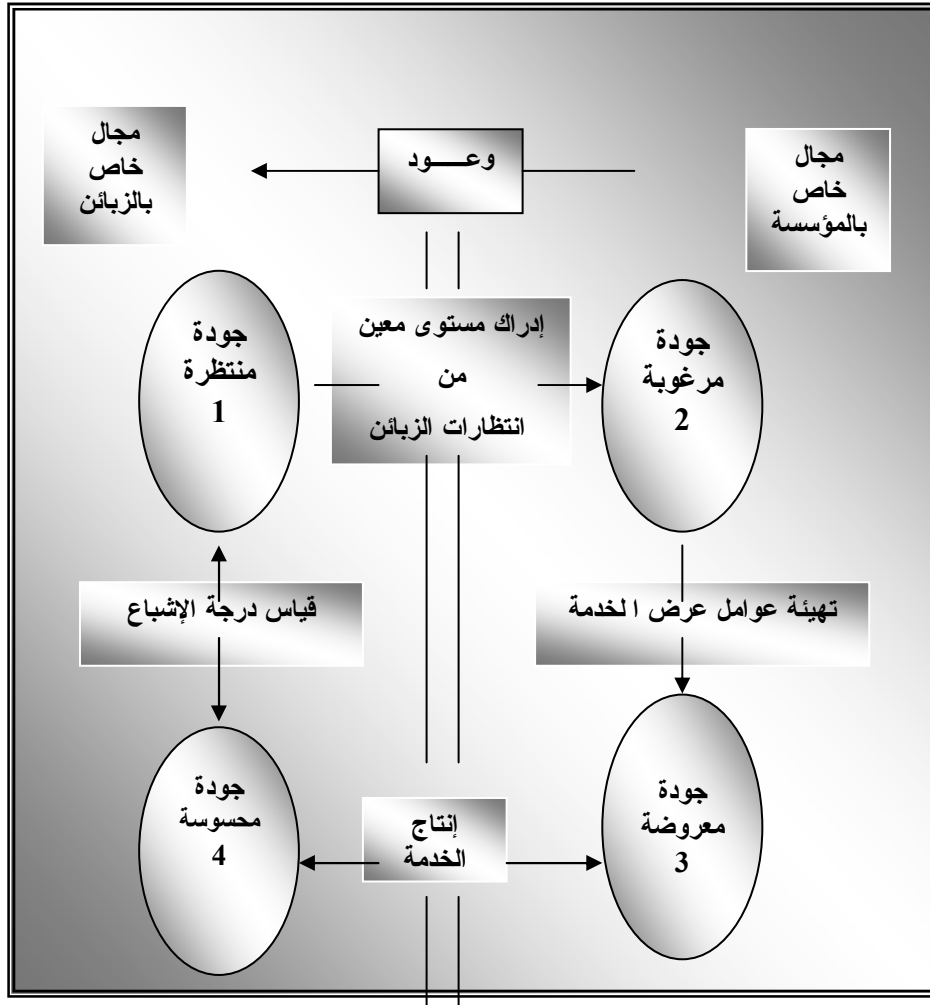 مجال
خاص
بالمؤسسة
وعـــــود
مجال
خاص
بالزبائن
جودة
مرغوبة
2
إدراك مستوى معين
من
انتظارات الزبائن
جودة
منتظرة
1
تهيئة عوامل عرض الخدمة
قياس درجة الإشباع
جودة
معروضة
3
إنتاج
الخدمة
جودة
محسوسة
4